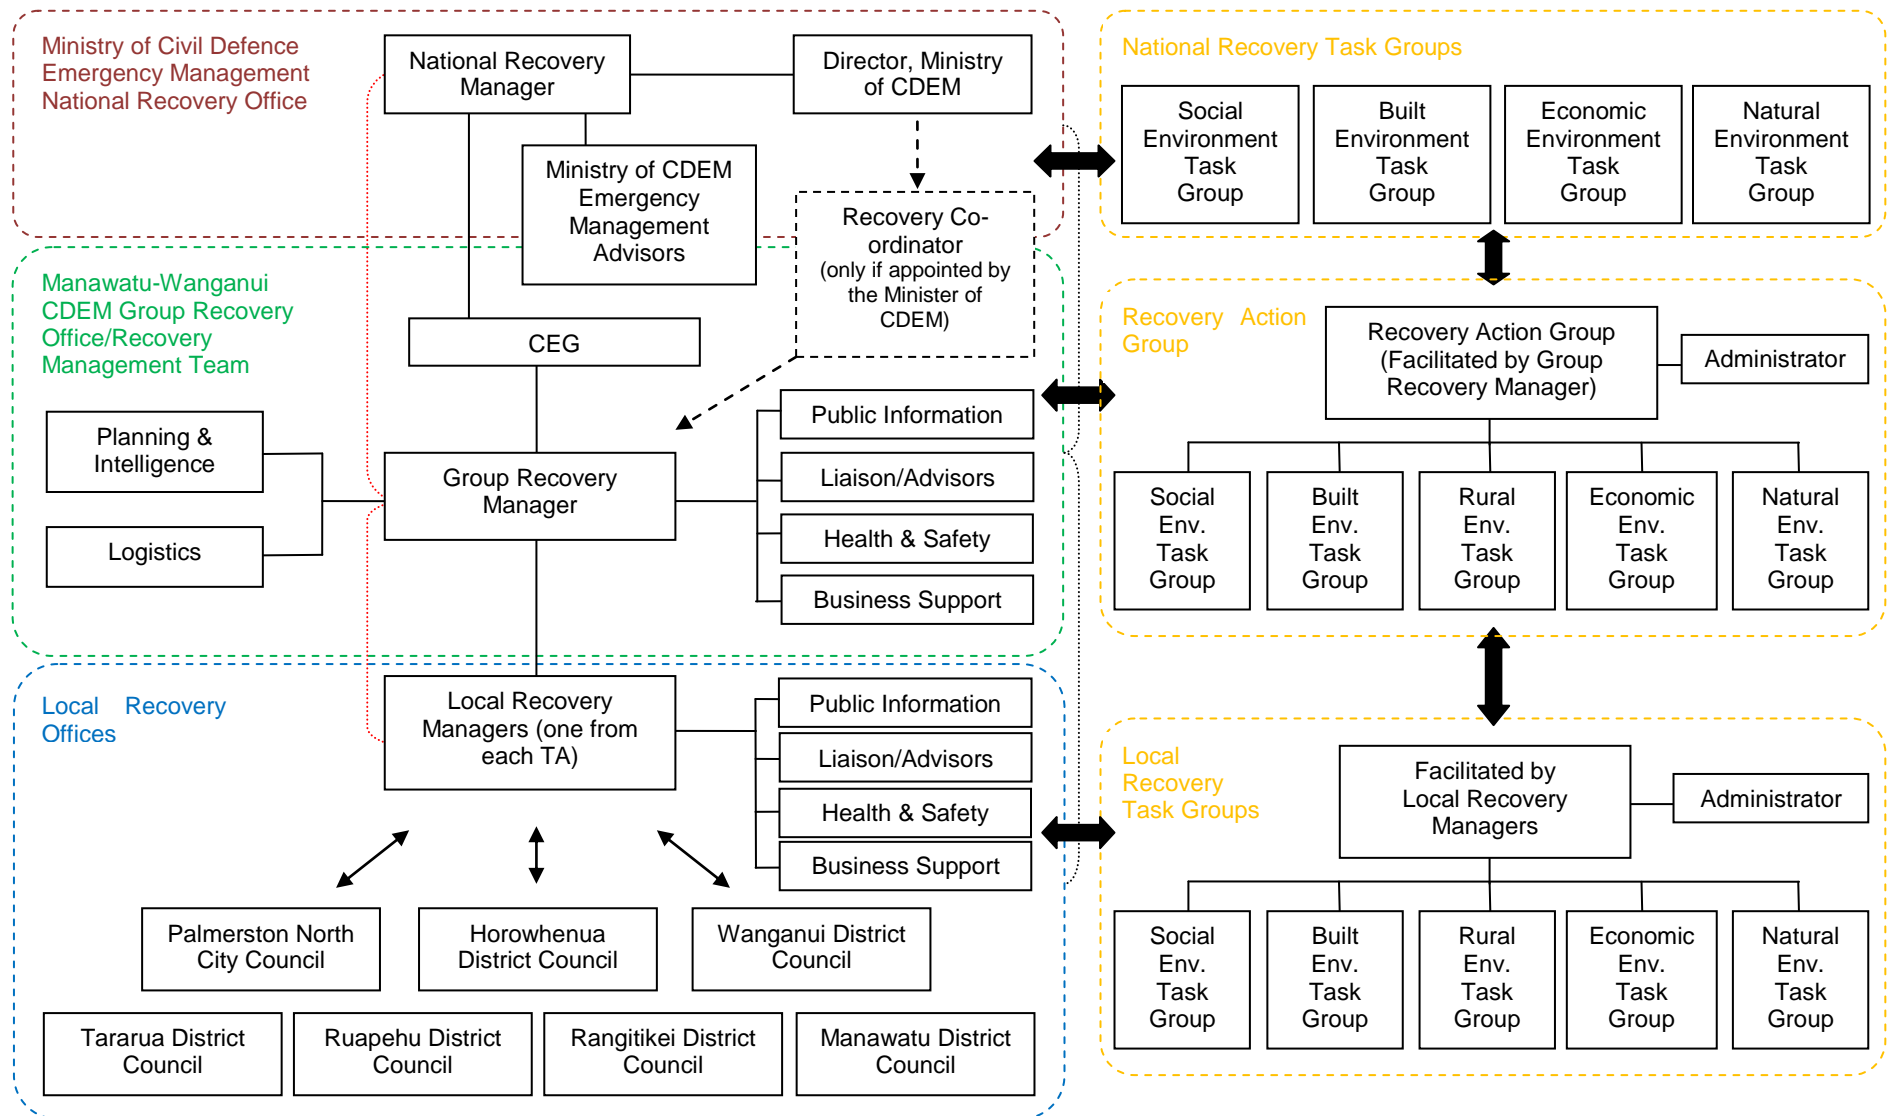 Ministry of Civil Defence
Emergency Management
National Recovery Office
National Recovery
Manager
Director, Ministry
of CDEM
Ministry of CDEM
Emergency
Management
Advisors
Recovery Co-
ordinator
(only if appointed by
the Minister of
CDEM)
National Recovery Task Groups
Social
Environment
Task
Group
Built
Environment
Task
Group
Economic
Environment
Task
Group
Natural
Environment
Task
Group
Manawatu-Wanganui
CDEM Group Recovery
Office/Recovery
Management Team
CEG
Planning &
Intelligence
Logistics
Group Recovery
Manager
Public Information
Liaison/Advisors
Health & Safety
Business Support
Recovery Action
Group
Recovery Action Group
(Facilitated by Group
Recovery Manager)
Administrator
Social
Env.
Task
Group
Built
Env.
Task
Group
Rural
Env.
Task
Group
Economic
Env.
Task
Group
Natural
Env.
Task
Group
Local Recovery
Offices
Local Recovery
Managers (one from
each TA)
Public Information
Liaison/Advisors
Health & Safety
Business Support
Palmerston North
City Council
Horowhenua
District Council
Wanganui District
Council
Tararua District
Council
Ruapehu District
Council
Rangitikei District
Council
Manawatu District
Council
Local
Recovery
Task Groups
Facilitated by
Local Recovery
Managers
Administrator
Social
Env.
Task
Group
Built
Env.
Task
Group
Rural
Env.
Task
Group
Economic
Env.
Task
Group
Natural
Env.
Task
Group